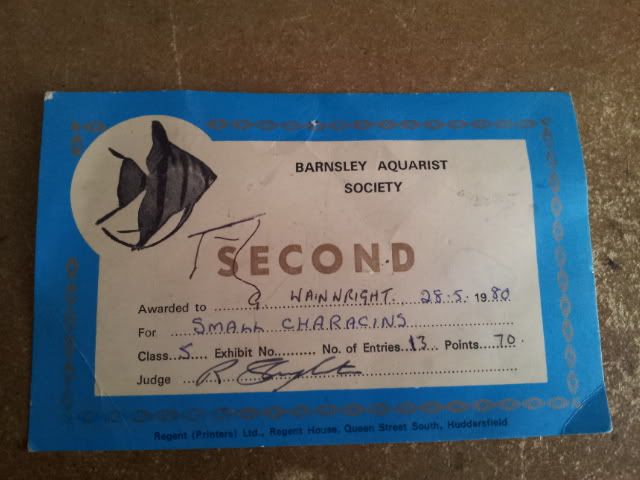 BARNSLEY AQUARIST
SOCIETY
SECOND
Awarded to WAINWRIGHT. 28.5.1980
For SMALL CHARACINS
Class S Exhibit No. No. of Entries 13 Points 70
Judge R
Regent (Printers) Ltd., Regent House, Queen Street South, Huddersfield